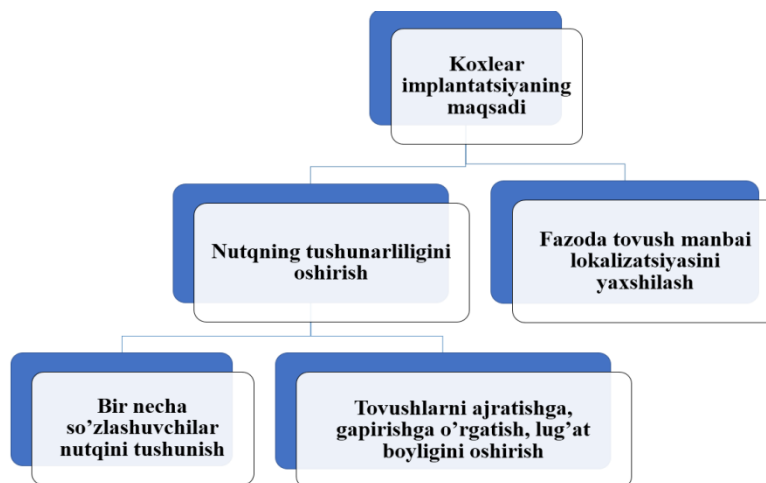 Koxlear
implantatsiyaning
maqsadi
Nutqning tushunarliligini
oshirish
Fazoda tovush manbai
lokalizatsiyasini
yaxshilash
Bir necha
so’zlashuvchilar
nutqini tushunish
Tovushlarni ajratishga,
gapirishga o’rgatish, lug’at
boyligini oshirish